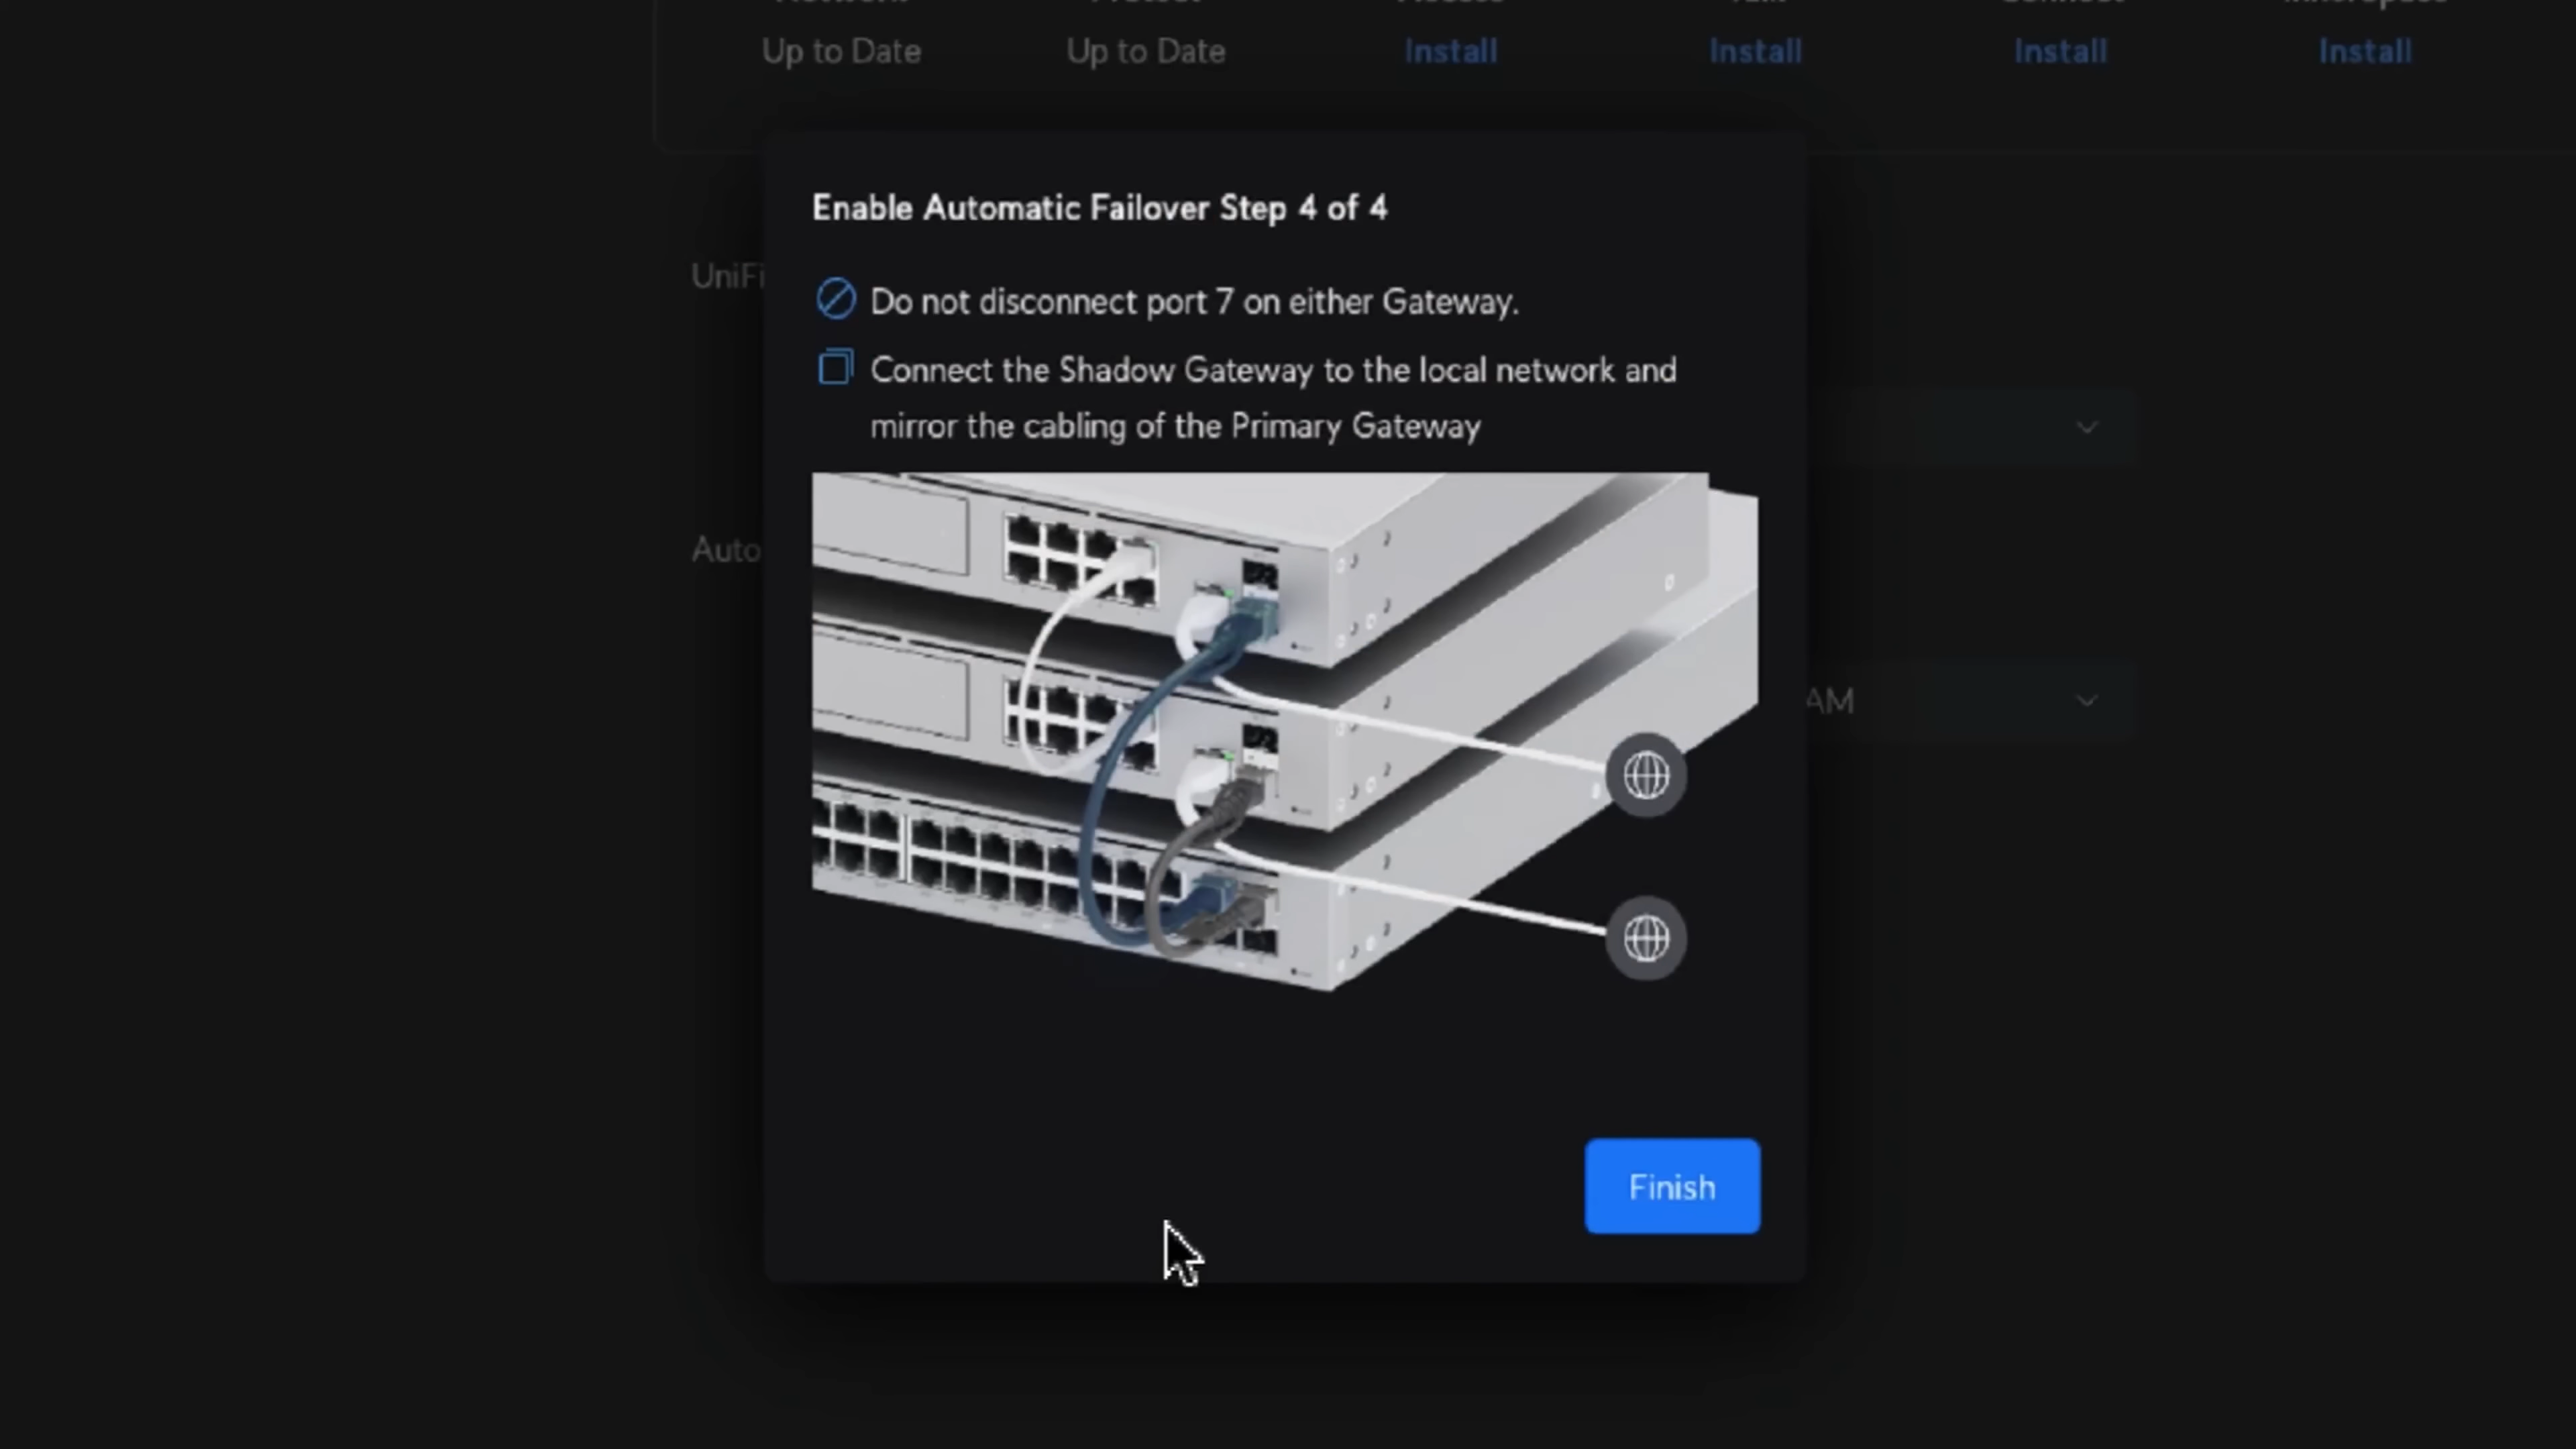 Up to Date Up to Date Install Install Install Install
Enable Automatic Failover Step 4 of 4
UniFi
Do not disconnect port 7 on either Gateway.
Connect the Shadow Gateway to the local network and
mirror the cabling of the Primary Gateway
Auto
AM
Finish